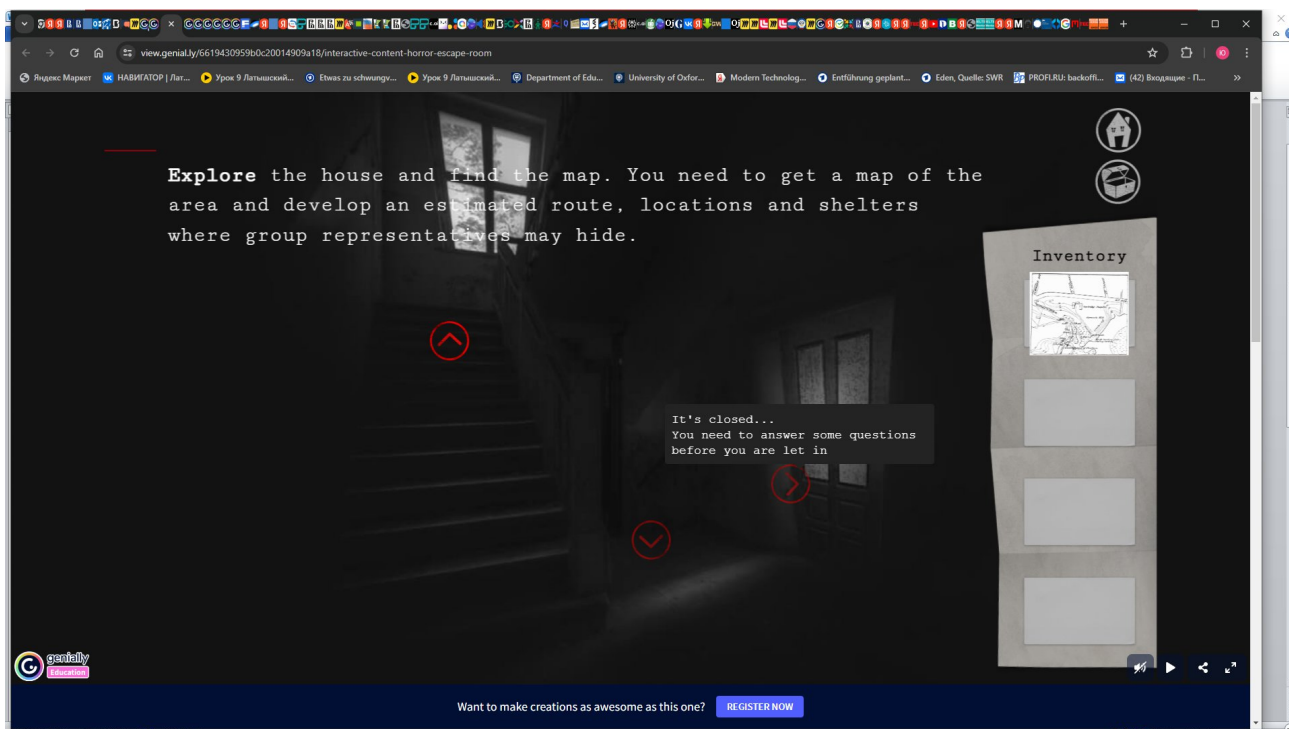 view.genial.ly/6619430959b0c20014909a18/interactive-content-horror-escape-room
Яндекс Маркет
НАВИГАТОР | Лат...
Урок 9 Латышский...
Etwas zu schwungv...
Урок 9 Латышский...
Department of Edu...
University of Oxfor...
Modern Technolog...
Entführung geplant...
Eden, Quelle: SWR
PROFI.RU: backoffi...
(42) Входящие - П...
Explore the house and find the map. You need to get a map of the
area and develop an estimated route, locations and shelters
where group representatives may hide.
Inventory
It's closed...
You need to answer some questions
before you are let in
genially
Education
Want to make creations as awesome as this one?
REGISTER NOW